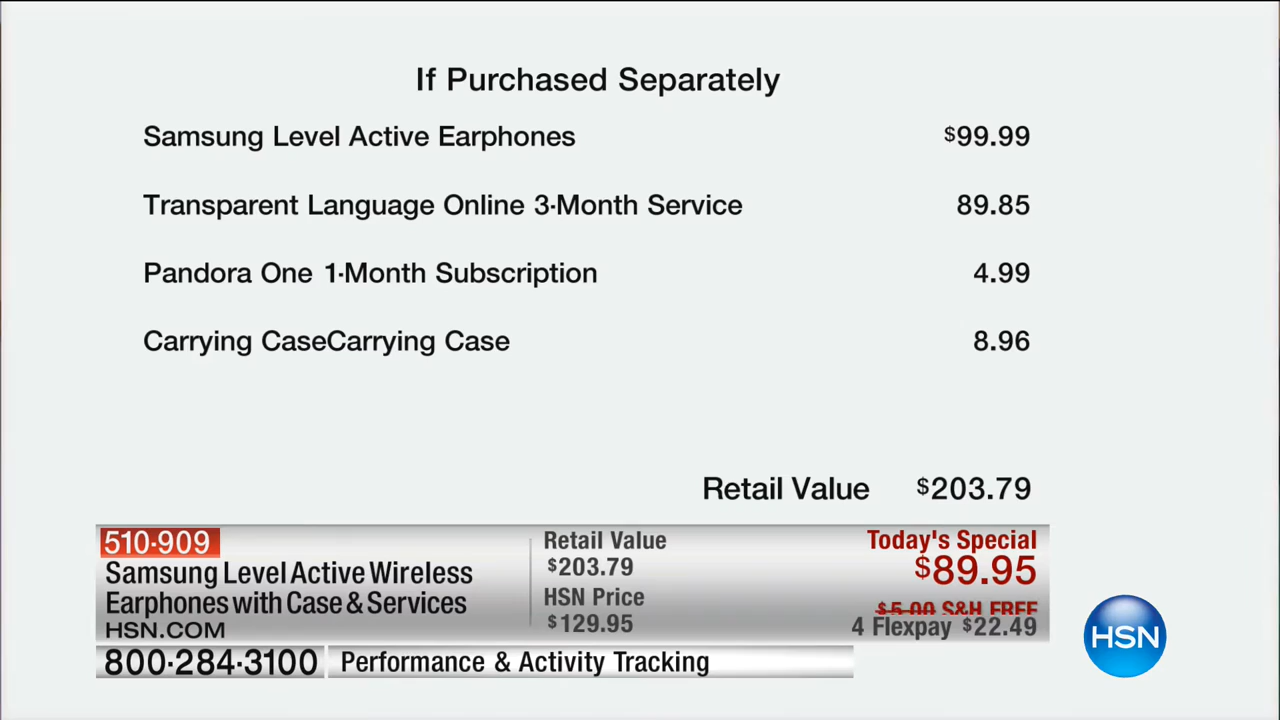 If Purchased Separately
Samsung Level Active Earphones $99.99
Transparent Language Online 3-Month Service 89.85
Pandora One 1-Month Subscription 4.99
Carrying CaseCarrying Case 8.96
Retail Value $203.79
510-909
Samsung Level Active Wireless
Earphones with Case & Services
HSN.COM
Retail Value
$203.79
HSN Price
$129.95
Today's Special
$89.95
$5.00 S&H FREE
4 Flexpay $22.49
HSN
800-284-3100 Performance & Activity Tracking